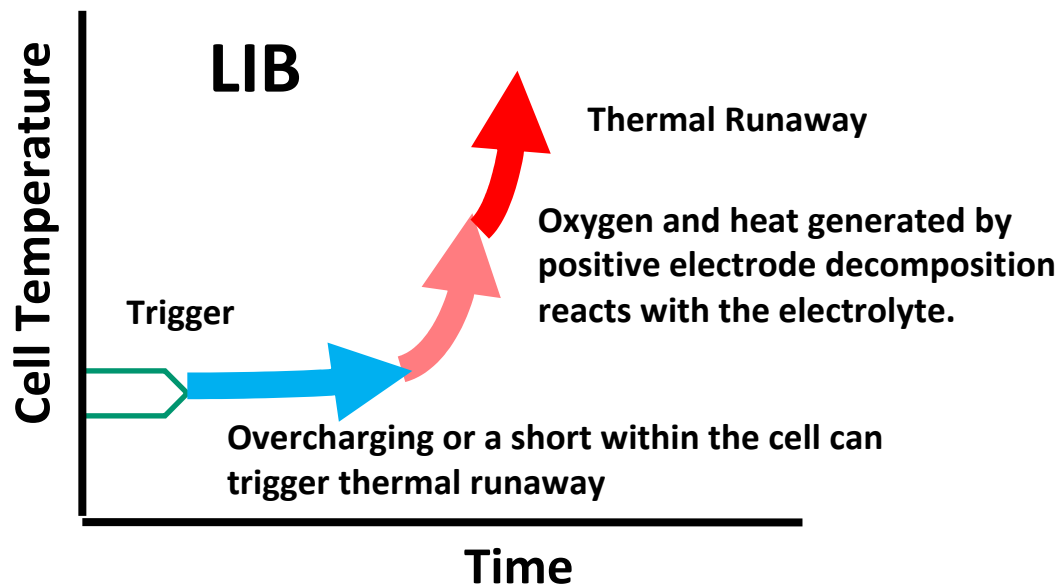 LIB
Cell Temperature
Thermal Runaway
Oxygen and heat generated by
positive electrode decomposition
reacts with the electrolyte.
Trigger
Overcharging or a short within the cell can
trigger thermal runaway
Time